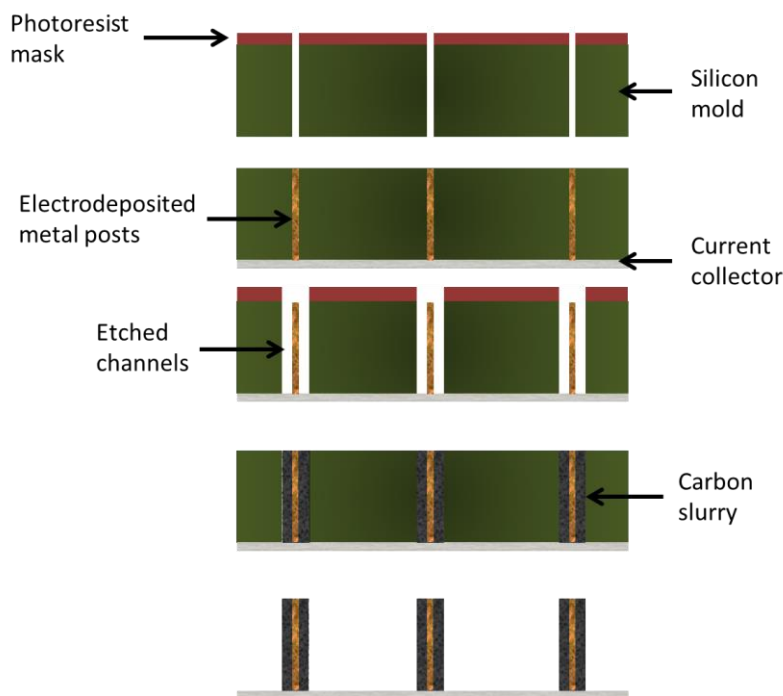 Photoresist
mask
Silicon
mold
Electrodeposited
metal posts
Current
collector
Etched
channels
Carbon
slurry